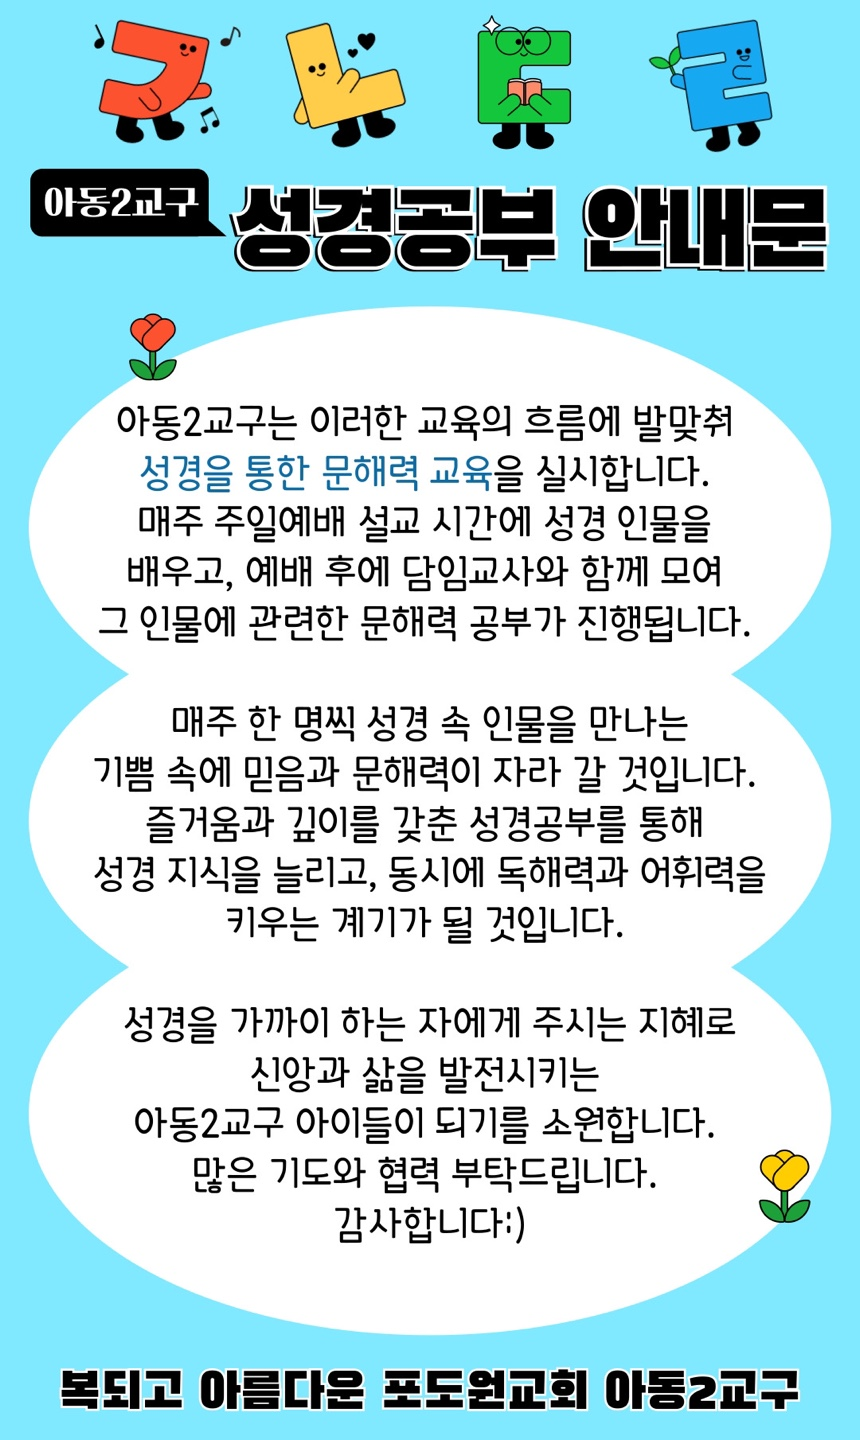 ㄱ ㄴ ㄷ ㄹ
아동2교구
성경공부 안내문
아동2교구는 이러한 교육의 흐름에 발맞춰
성경을 통한 문해력 교육을 실시합니다.
매주 주일예배 설교 시간에 성경 인물을
배우고, 예배 후에 담임교사와 함께 모여
그 인물에 관련한 문해력 공부가 진행됩니다.
매주 한 명씩 성경 속 인물을 만나는
기쁨 속에 믿음과 문해력이 자라 갈 것입니다.
즐거움과 깊이를 갖춘 성경공부를 통해
성경 지식을 늘리고, 동시에 독해력과 어휘력을
키우는 계기가 될 것입니다.
성경을 가까이 하는 자에게 주시는 지혜로
신앙과 삶을 발전시키는
아동2교구 아이들이 되기를 소원합니다.
많은 기도와 협력 부탁드립니다.
감사합니다:)
복되고 아름다운 포도원교회 아동2교구